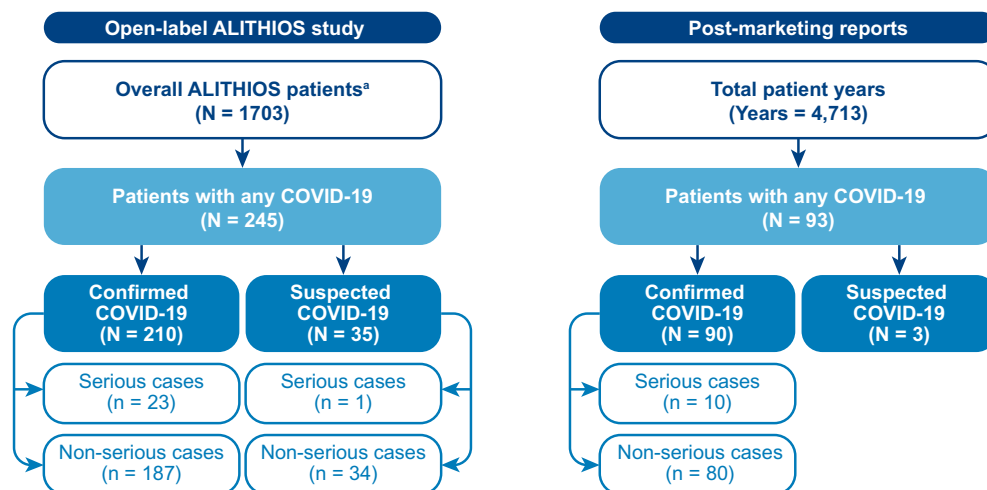 Open-label ALITHIOS study
Overall ALITHIOS patientsᵃ
(N = 1703)
Patients with any COVID-19
(N = 245)
Confirmed
COVID-19
(N = 210)
Suspected
COVID-19
(N = 35)
Serious cases
(n = 23)
Serious cases
(n = 1)
Non-serious cases
(n = 187)
Non-serious cases
(n = 34)
Post-marketing reports
Total patient years
(Years = 4,713)
Patients with any COVID-19
(N = 93)
Confirmed
COVID-19
(N = 90)
Suspected
COVID-19
(N = 3)
Serious cases
(n = 10)
Non-serious cases
(n = 80)